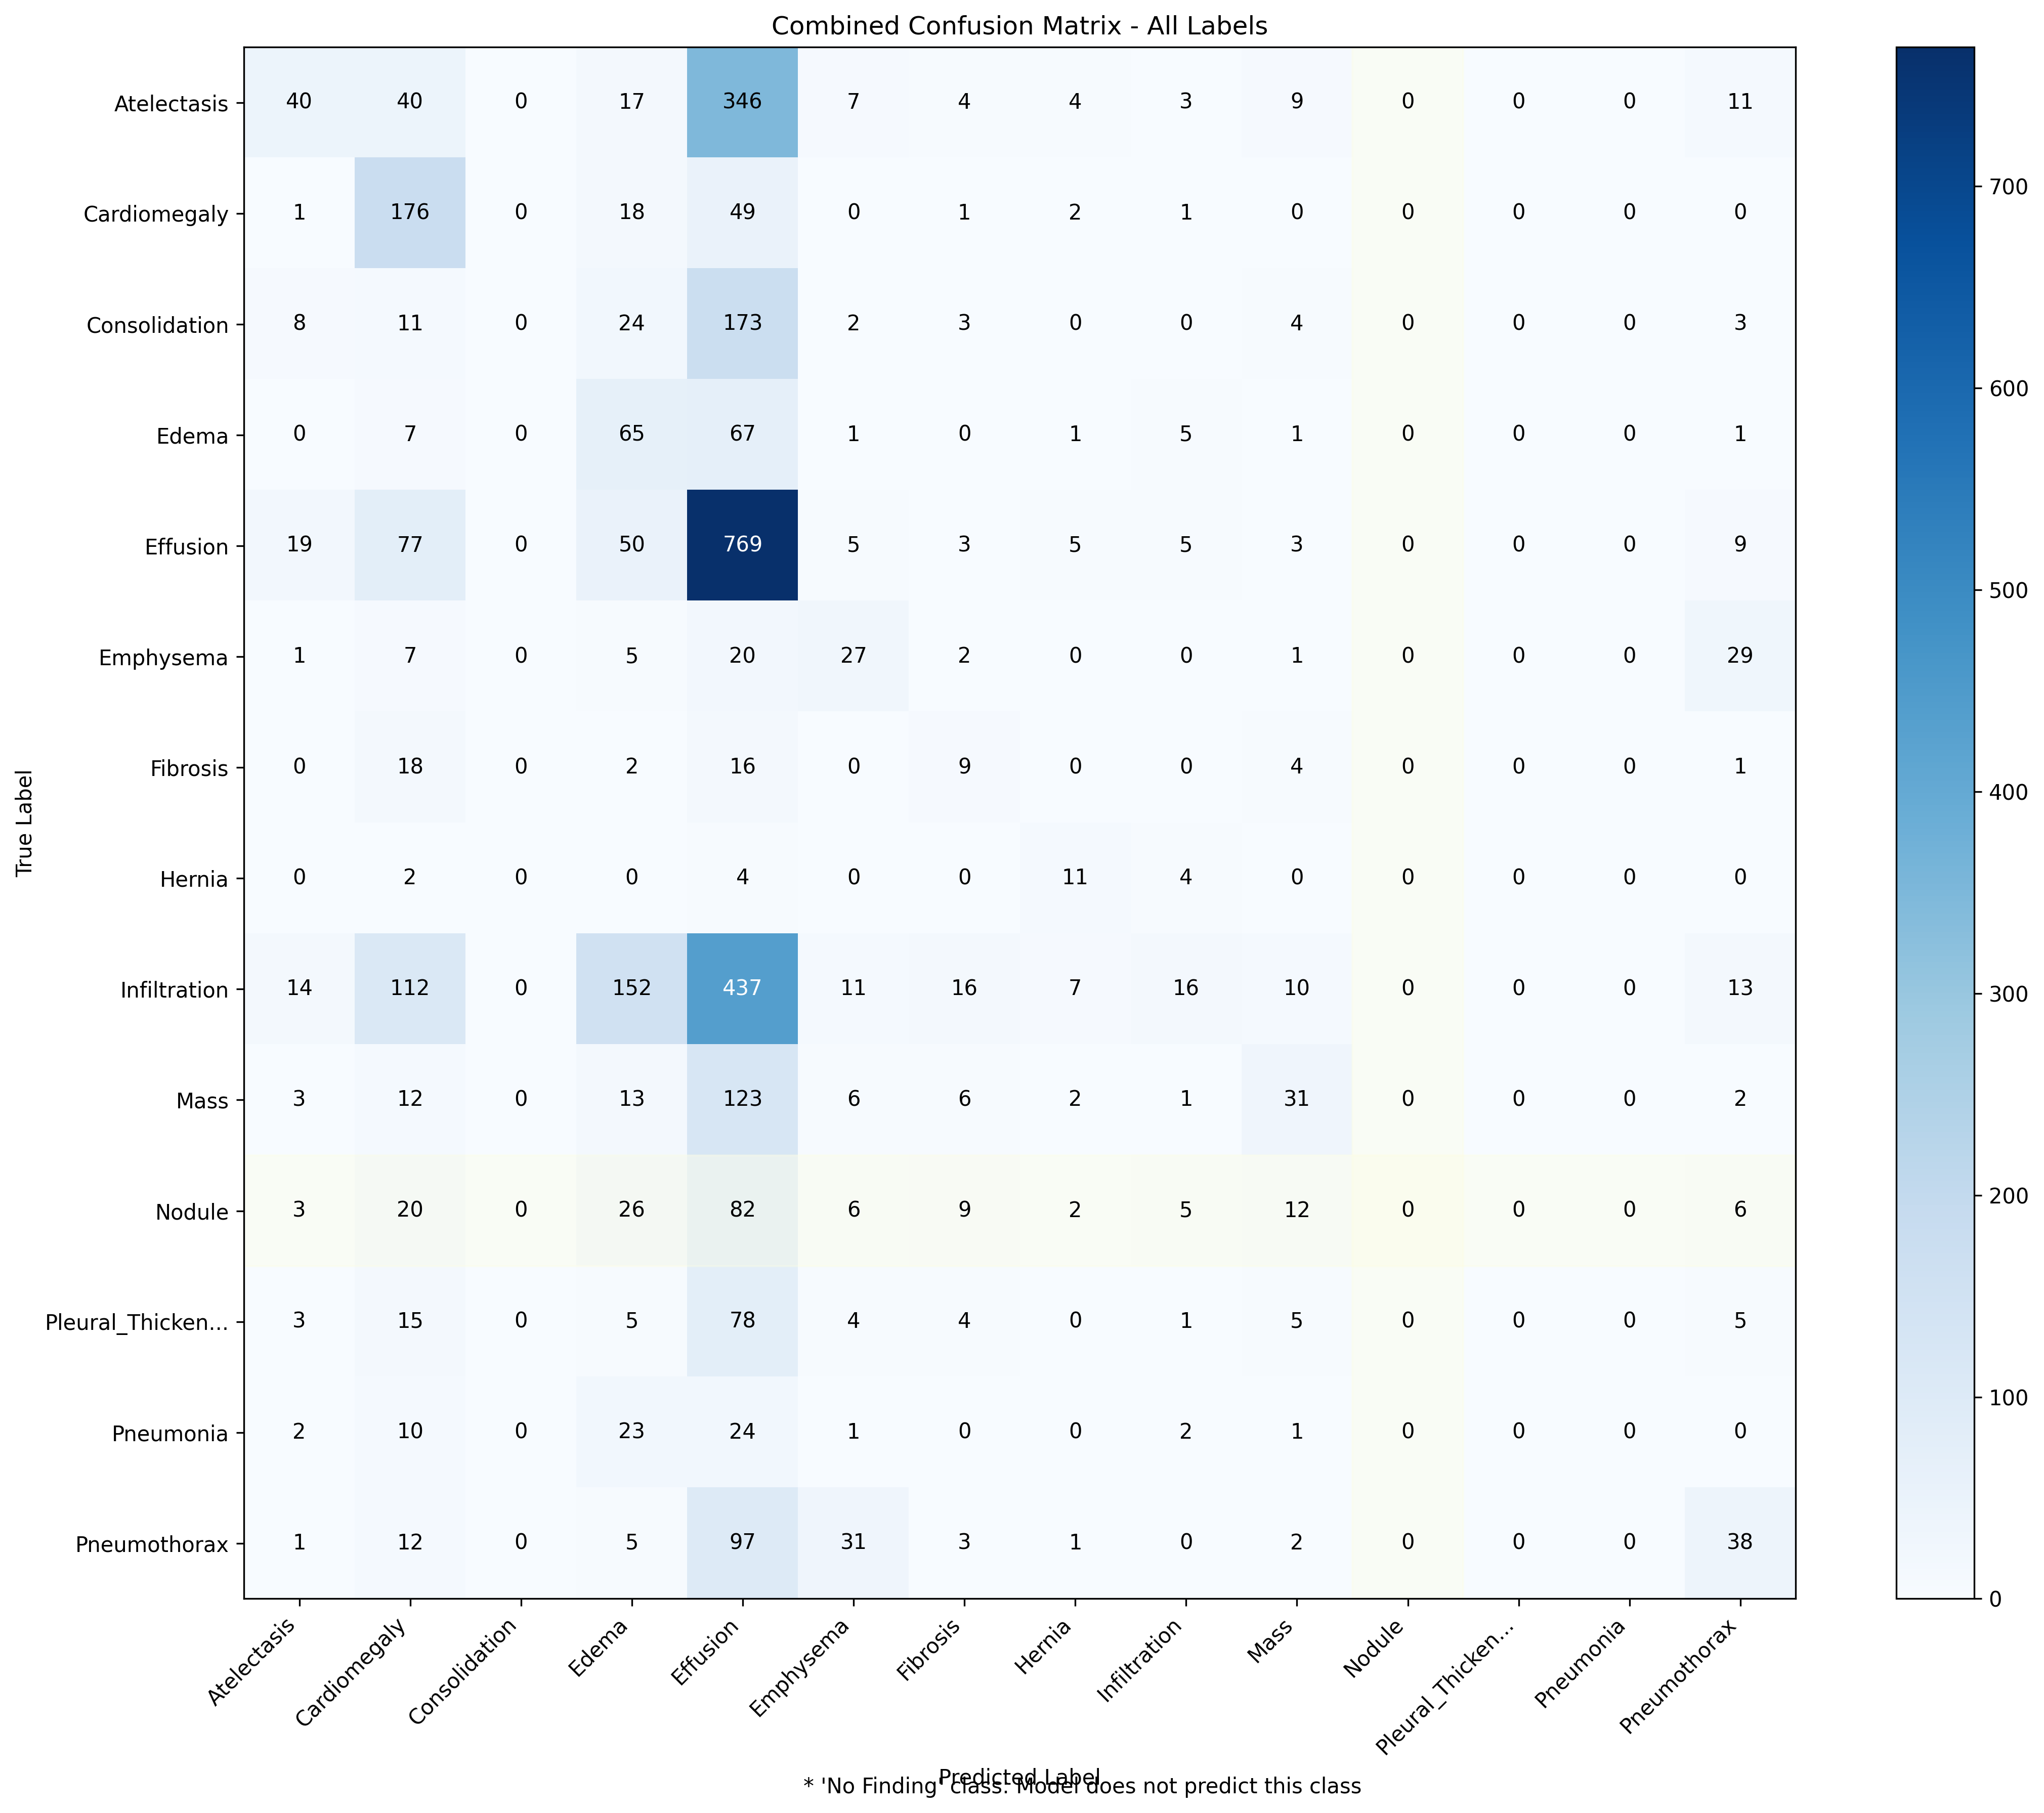 Combined Confusion Matrix - All Labels
Atelectasis 40 40 0 17 346 7 4 4 3 9 0 0 0 11
Cardiomegaly 1 176 0 18 49 0 1 2 1 0 0 0 0 0
Consolidation 8 11 0 24 173 2 3 0 0 4 0 0 0 3
Edema 0 7 0 65 67 1 0 1 5 1 0 0 0 1
Effusion 19 77 0 50 769 5 3 5 5 3 0 0 0 9
Emphysema 1 7 0 5 20 27 2 0 0 1 0 0 0 29
Fibrosis 0 18 0 2 16 0 9 0 0 4 0 0 0 1
Hernia 0 2 0 0 4 0 0 11 4 0 0 0 0 0
Infiltration 14 112 0 152 437 11 16 7 16 10 0 0 0 13
Mass 3 12 0 13 123 6 6 2 1 31 0 0 0 2
Nodule 3 20 0 26 82 6 9 2 5 12 0 0 0 6
Pleural_Thicken... 3 15 0 5 78 4 4 0 1 5 0 0 0 5
Pneumonia 2 10 0 23 24 1 0 0 2 1 0 0 0 0
Pneumothorax 1 12 0 5 97 31 3 1 0 2 0 0 0 38
True Label
Atelectasis Cardiomegaly Consolidation Edema Effusion Emphysema Fibrosis Hernia Infiltration Mass Nodule Pleural_Thicken... Pneumonia Pneumothorax
Predicted Label
* 'No Finding' class: Model does not predict this class
700
600
500
400
300
200
100
0